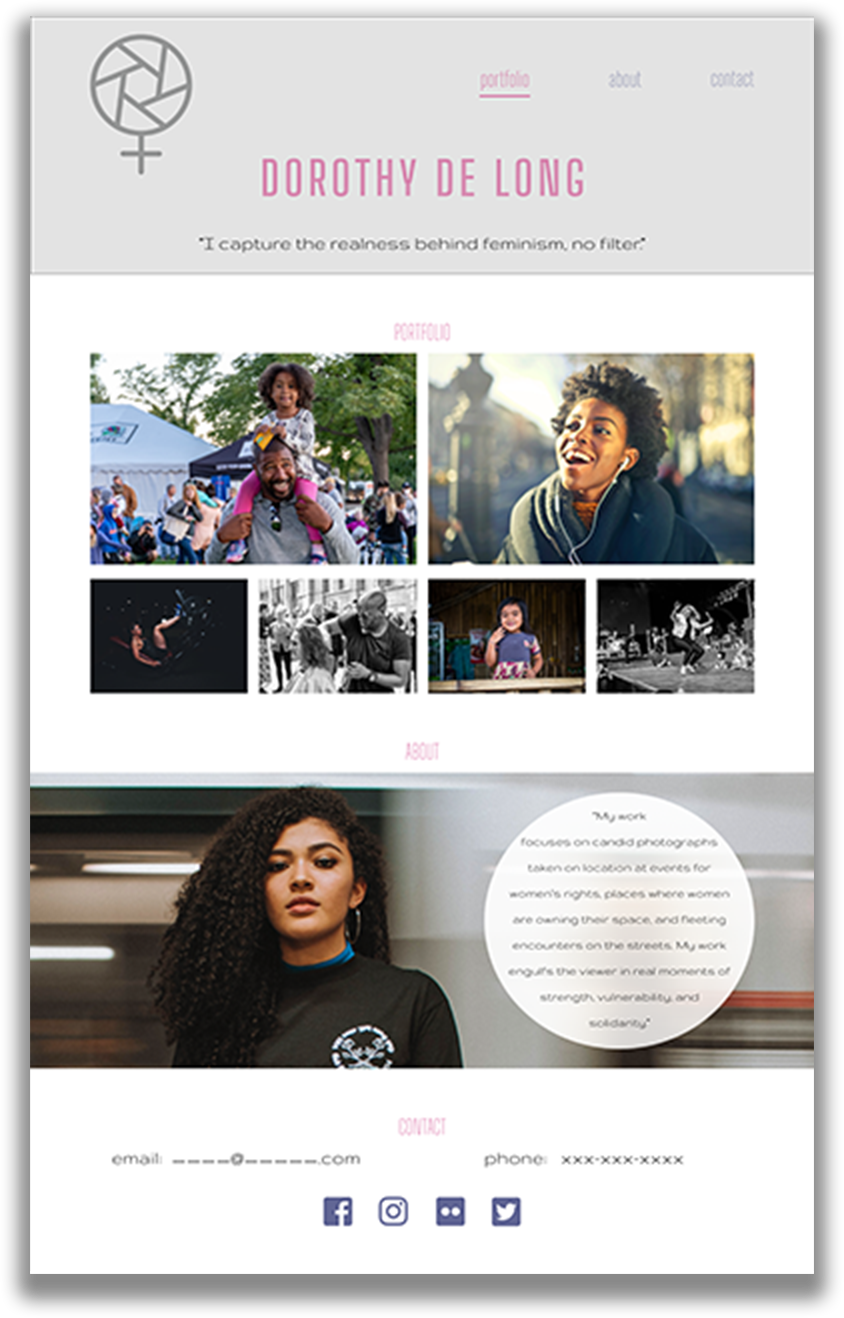 portfolio about contact
DOROTHY DE LONG
"I capture the realness behind feminism, no filter."
PORTFOLIO
ABOUT
"My work
focuses on candid photographs
taken on location at events for
women's rights, places where women
are owning their space, and fleeting
encounters on the streets. My work
engulfs the viewer in real moments of
strength, vulnerability, and
solidarity."
CONTACT
email: ____@_____.com phone: xxx-xxx-xxxx